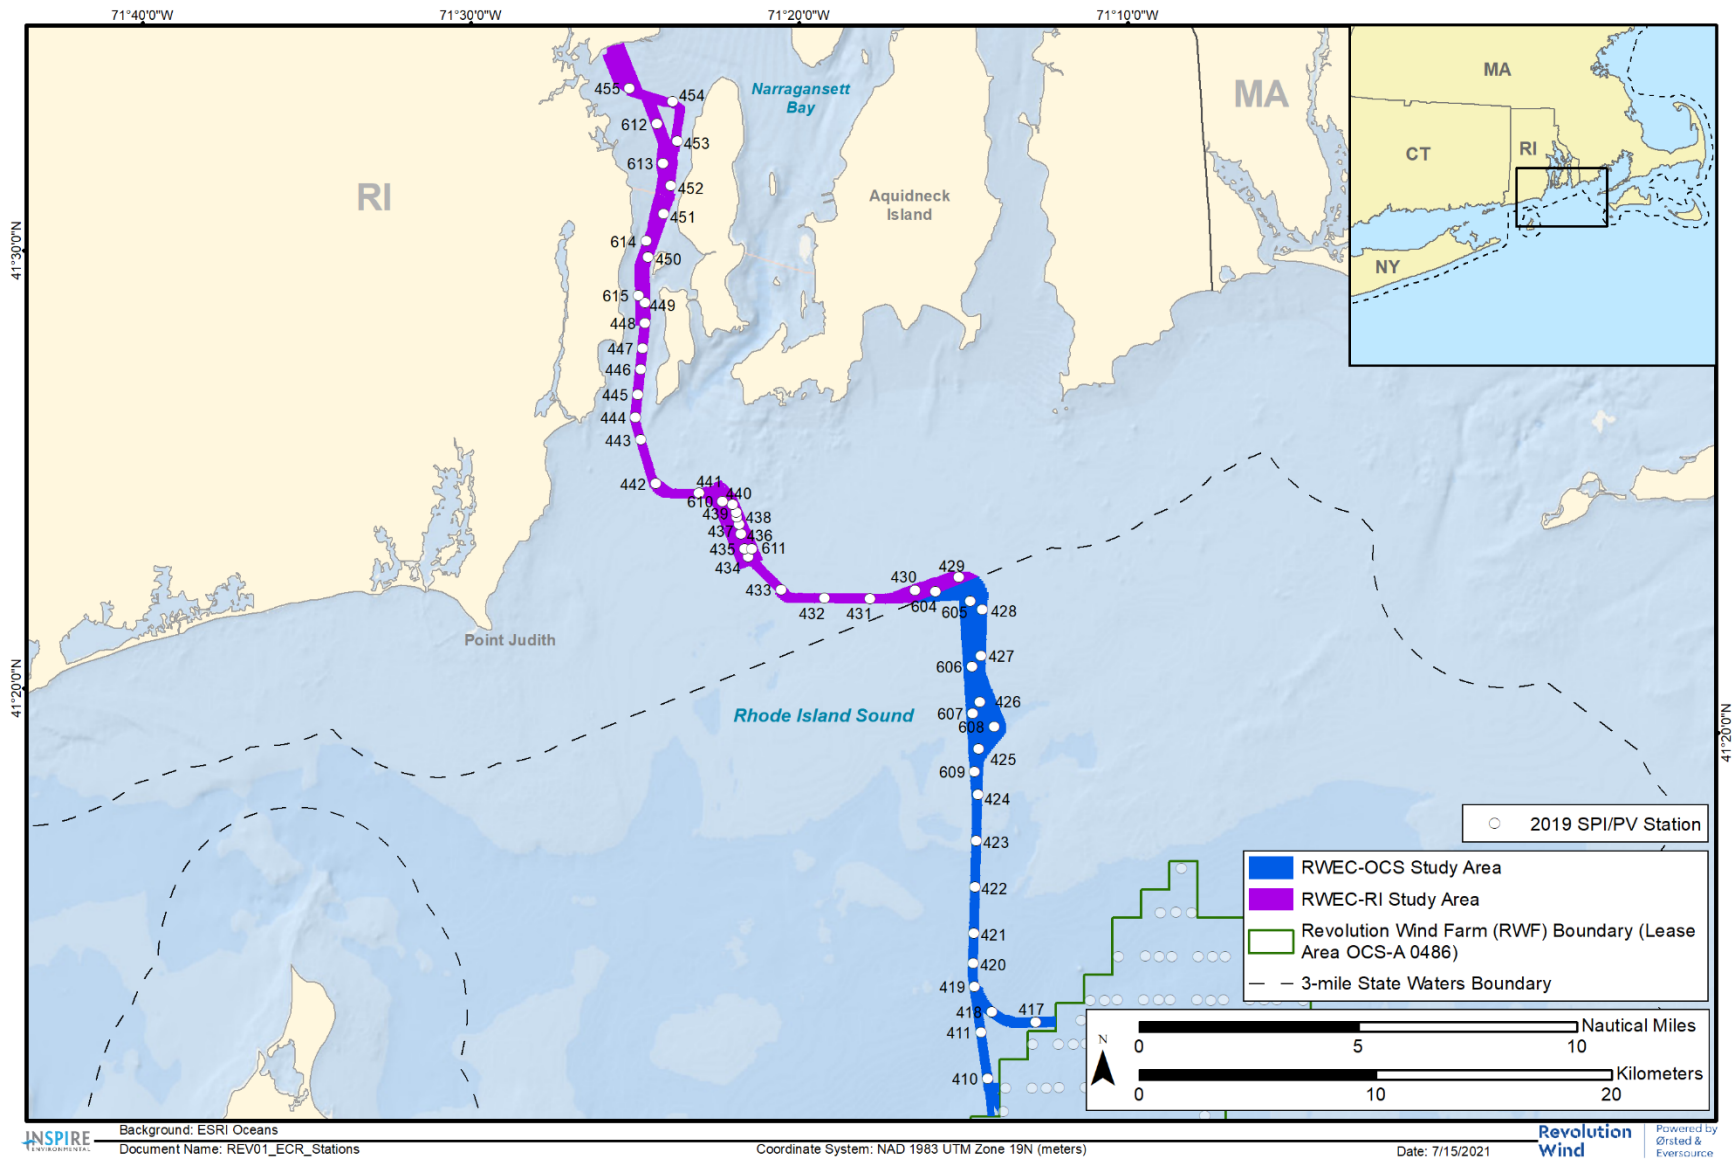 71°40'0"W
71°30'0"W
71°20'0"W
71°10'0"W
41°30'0"N
41°20'0"N
41°20'0"N
RI
MA
Narragansett
Bay
Aquidneck
Island
Point Judith
Rhode Island Sound
MA
CT
RI
NY
455
454
612
453
613
452
451
614
450
615
449
448
447
446
445
444
443
442
441
610
440
439
438
437
436
435
611
434
433
432
431
430
429
604
605
428
427
606
426
607
608
425
609
424
423
422
421
420
419
418
417
411
410
2019 SPI/PV Station
RWEC-OCS Study Area
RWEC-RI Study Area
Revolution Wind Farm (RWF) Boundary (Lease
Area OCS-A 0486)
3-mile State Waters Boundary
N
Nautical Miles
0 5 10
Kilometers
0 10 20
INSPIRE
ENVIRONMENTAL
Background: ESRI Oceans
Document Name: REV01_ECR_Stations
Coordinate System: NAD 1983 UTM Zone 19N (meters)
Date: 7/15/2021
Revolution
Wind
Powered by
Ørsted &
Eversource